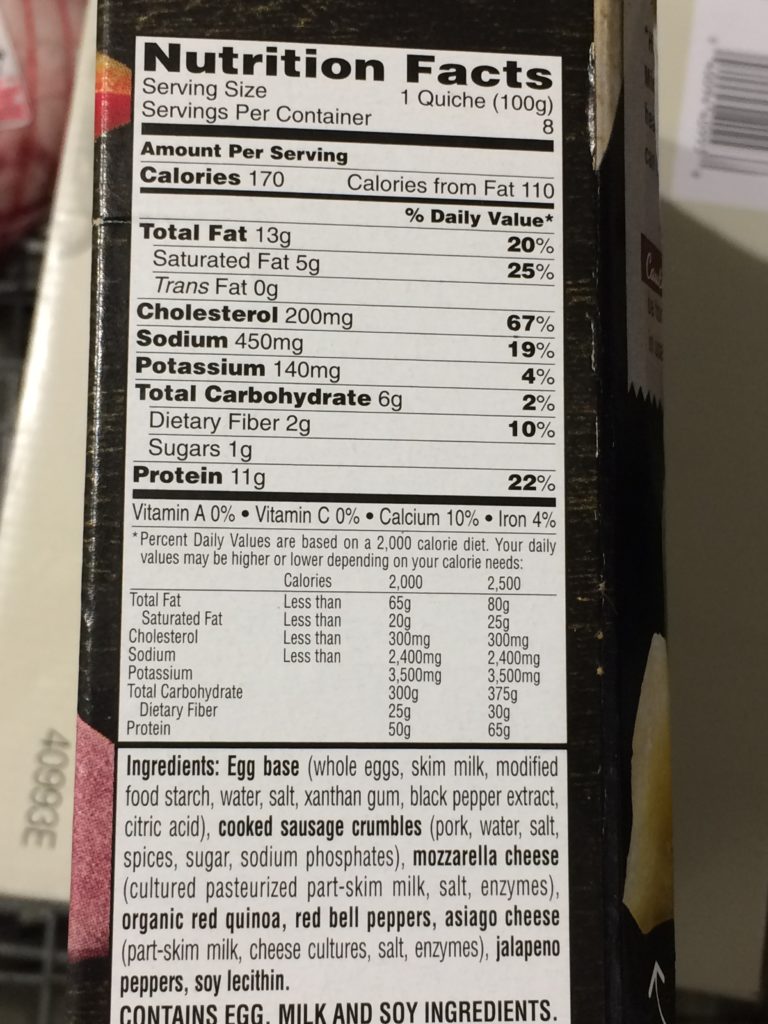 Nutrition Facts
Serving Size 1 Quiche (100g)
Servings Per Container 8
Amount Per Serving
Calories 170 Calories from Fat 110
% Daily Value*
Total Fat 13g 20%
Saturated Fat 5g 25%
Trans Fat 0g
Cholesterol 200mg 67%
Sodium 450mg 19%
Potassium 140mg 4%
Total Carbohydrate 6g 2%
Dietary Fiber 2g 10%
Sugars 1g
Protein 11g 22%
Vitamin A 0% • Vitamin C 0% • Calcium 10% • Iron 4%
*Percent Daily Values are based on a 2,000 calorie diet. Your daily
values may be higher or lower depending on your calorie needs:
Calories 2,000 2,500
Total Fat Less than 65g 80g
Saturated Fat Less than 20g 25g
Cholesterol Less than 300mg 300mg
Sodium Less than 2,400mg 2,400mg
Potassium 3,500mg 3,500mg
Total Carbohydrate 300g 375g
Dietary Fiber 25g 30g
Protein 50g 65g
Ingredients: Egg base (whole eggs, skim milk, modified
food starch, water, salt, xanthan gum, black pepper extract,
citric acid), cooked sausage crumbles (pork, water, salt,
spices, sugar, sodium phosphates), mozzarella cheese
(cultured pasteurized part-skim milk, salt, enzymes),
organic red quinoa, red bell peppers, asiago cheese
(part-skim milk, cheese cultures, salt, enzymes), jalapeno
peppers, soy lecithin.
CONTAINS EGG, MILK AND SOY INGREDIENTS.
40993E